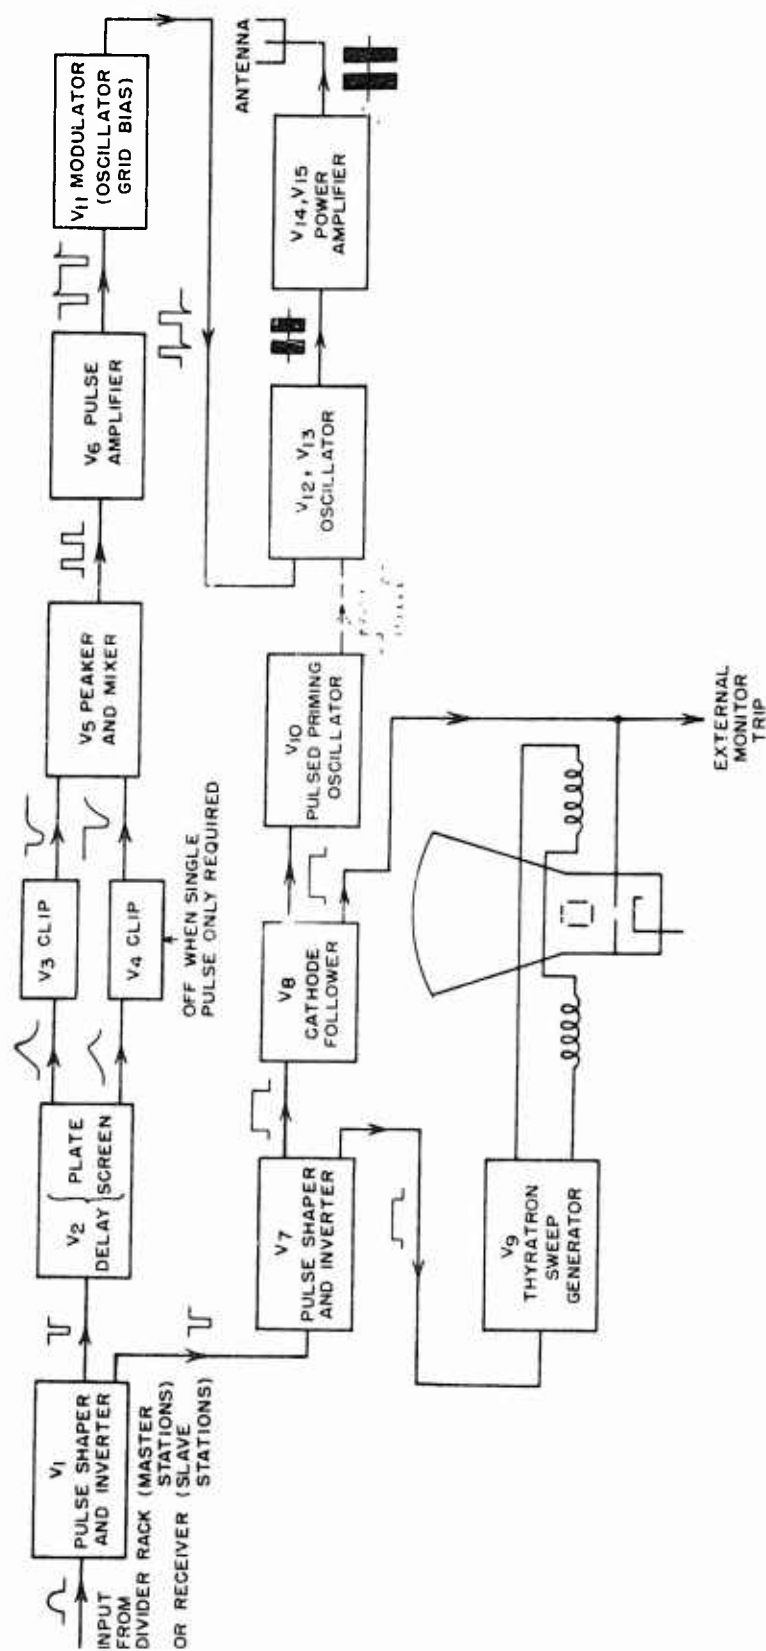 INPUT
FROM
DIVIDER RACK (MASTER
STATIONS)
OR RECEIVER (SLAVE
STATIONS)
V1
PULSE SHAPER
AND INVERTER
V2 { PLATE
DELAY { SCREEN
V3 CLIP
V4 CLIP
OFF WHEN SINGLE
PULSE ONLY REQUIRED
V5 PEAKER
AND MIXER
V6 PULSE
AMPLIFIER
V11 MODULATOR
(OSCILLATOR
GRID BIAS)
V7
PULSE SHAPER
AND INVERTER
V8
CATHODE
FOLLOWER
V10
PULSED PRIMING
OSCILLATOR
V12, V13
OSCILLATOR
V14, V15
POWER
AMPLIFIER
ANTENNA
V9
THYRATRON
SWEEP
GENERATOR
EXTERNAL
MONITOR
TRIP